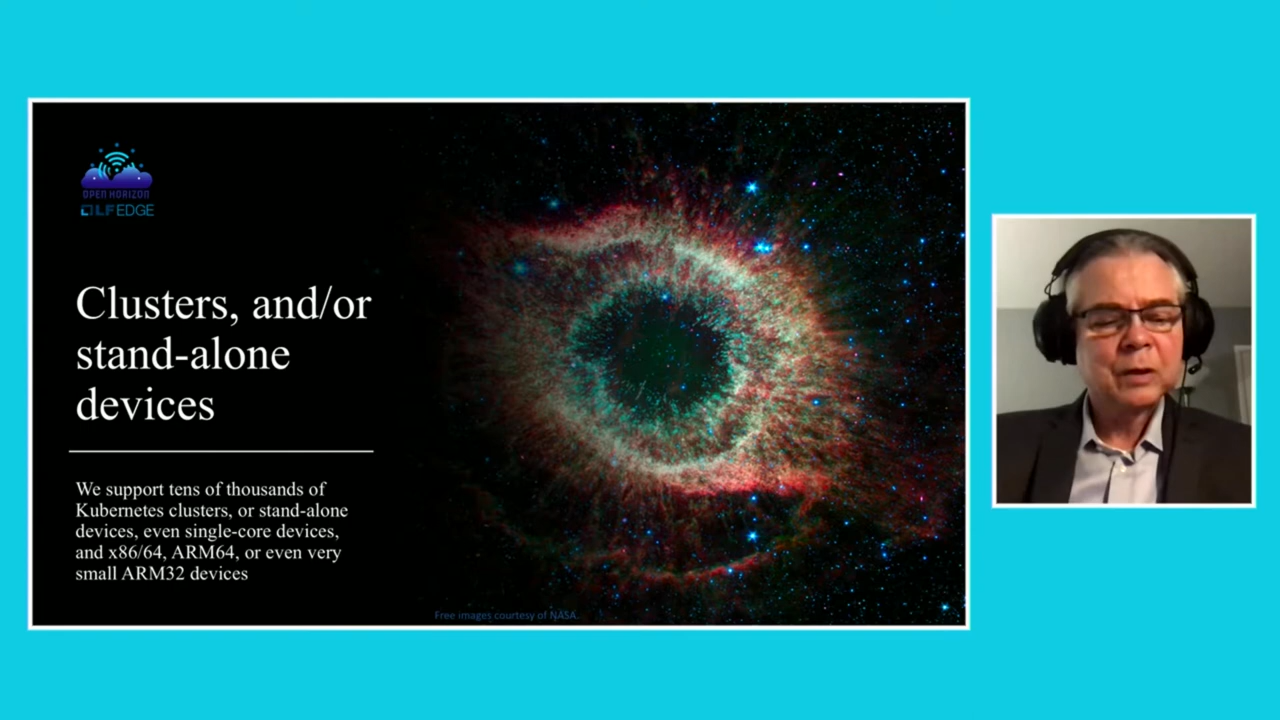 OPEN HORIZON
LF EDGE
Clusters, and/or
stand-alone
devices
We support tens of thousands of
Kubernetes clusters, or stand-alone
devices, even single-core devices,
and x86/64, ARM64, or even very
small ARM32 devices
Free images courtesy of NASA.